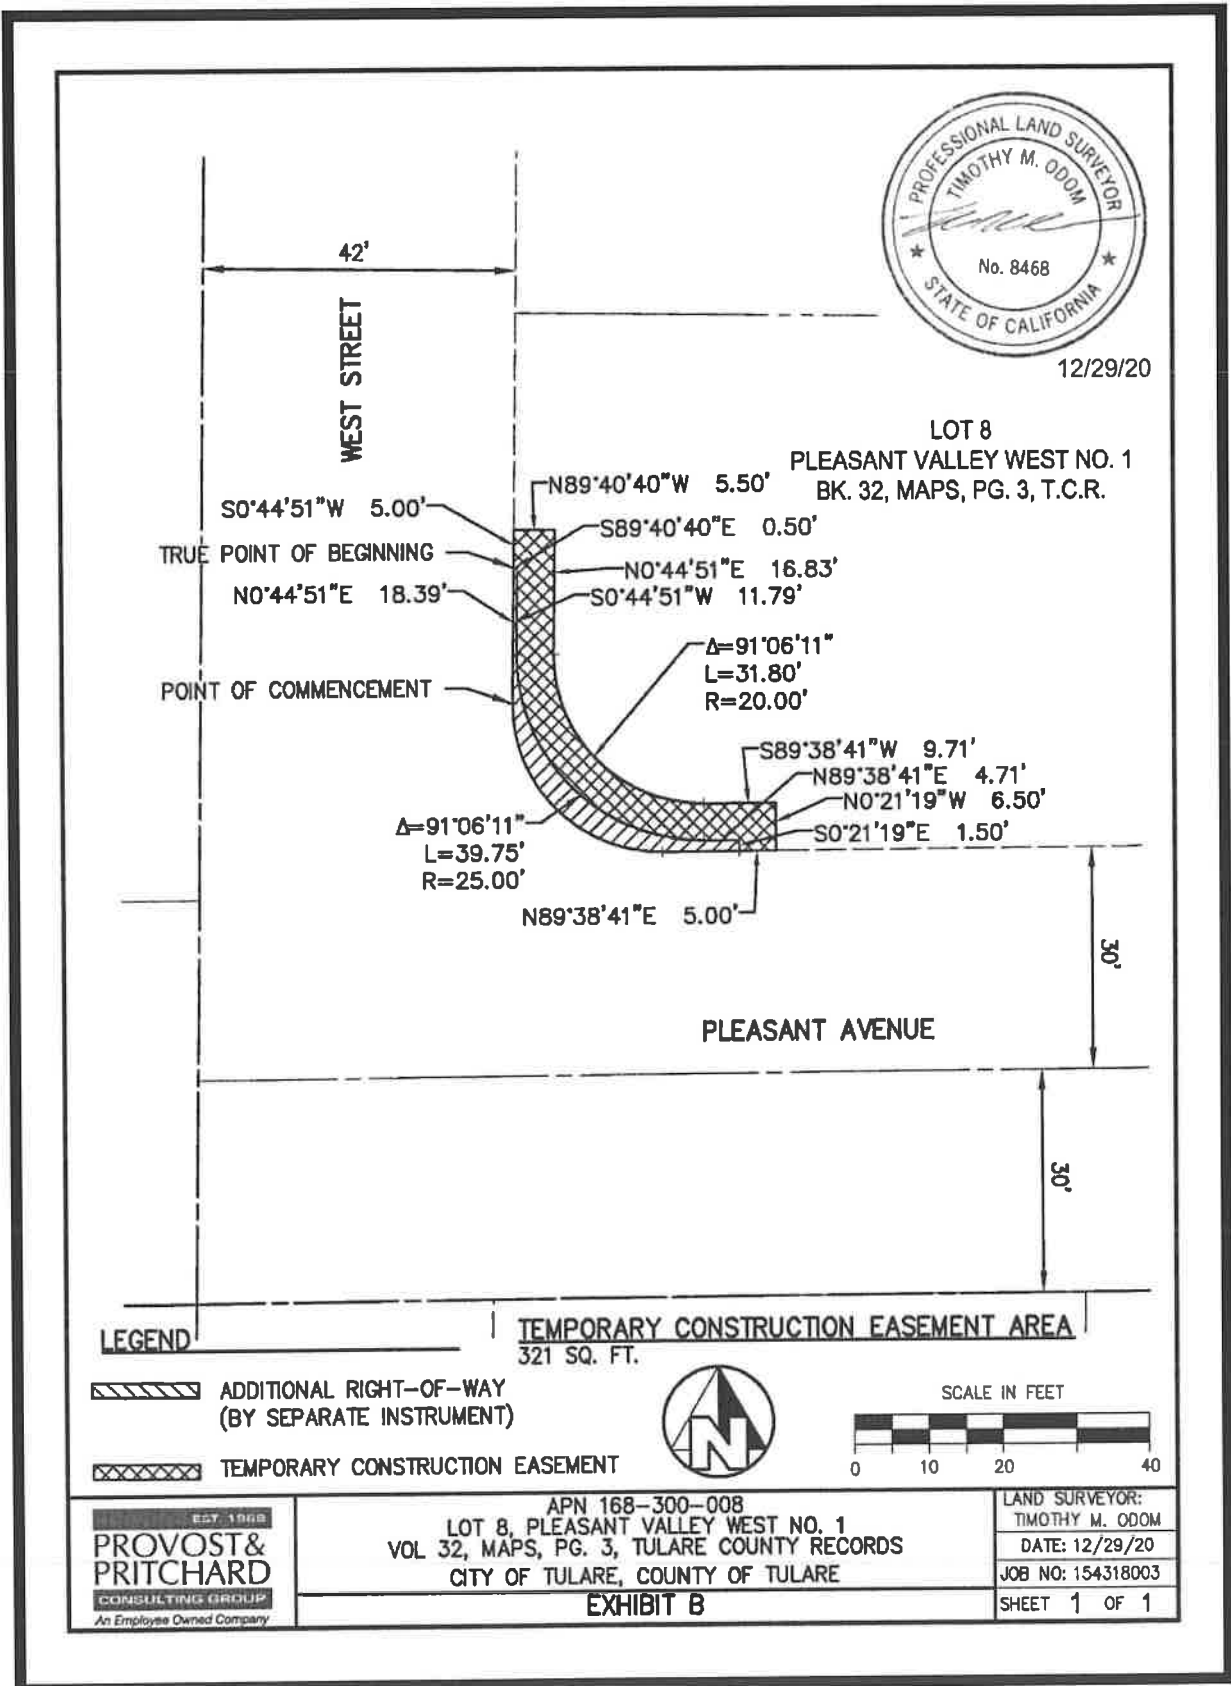 PROFESSIONAL LAND SURVEYOR
TIMOTHY M. ODOM
No. 8468
STATE OF CALIFORNIA
12/29/20
42'
WEST STREET
LOT 8
PLEASANT VALLEY WEST NO. 1
BK. 32, MAPS, PG. 3, T.C.R.
N89°40'40"W 5.50'
S0°44'51"W 5.00'
S89°40'40"E 0.50'
TRUE POINT OF BEGINNING
N0°44'51"E 16.83'
N0°44'51"E 18.39'
S0°44'51"W 11.79'
Δ=91°06'11"
L=31.80'
R=20.00'
POINT OF COMMENCEMENT
S89°38'41"W 9.71'
N89°38'41"E 4.71'
N0°21'19"W 6.50'
S0°21'19"E 1.50'
Δ=91°06'11"
L=39.75'
R=25.00'
N89°38'41"E 5.00'
30'
PLEASANT AVENUE
30'
LEGEND
TEMPORARY CONSTRUCTION EASEMENT AREA
321 SQ. FT.
ADDITIONAL RIGHT-OF-WAY
(BY SEPARATE INSTRUMENT)
TEMPORARY CONSTRUCTION EASEMENT
N
SCALE IN FEET
0 10 20 40
EST. 1968
PROVOST&
PRITCHARD
CONSULTING GROUP
An Employee Owned Company
APN 168-300-008
LOT 8, PLEASANT VALLEY WEST NO. 1
VOL 32, MAPS, PG. 3, TULARE COUNTY RECORDS
CITY OF TULARE, COUNTY OF TULARE
EXHIBIT B
LAND SURVEYOR:
TIMOTHY M. ODOM
DATE: 12/29/20
JOB NO: 154318003
SHEET 1 OF 1